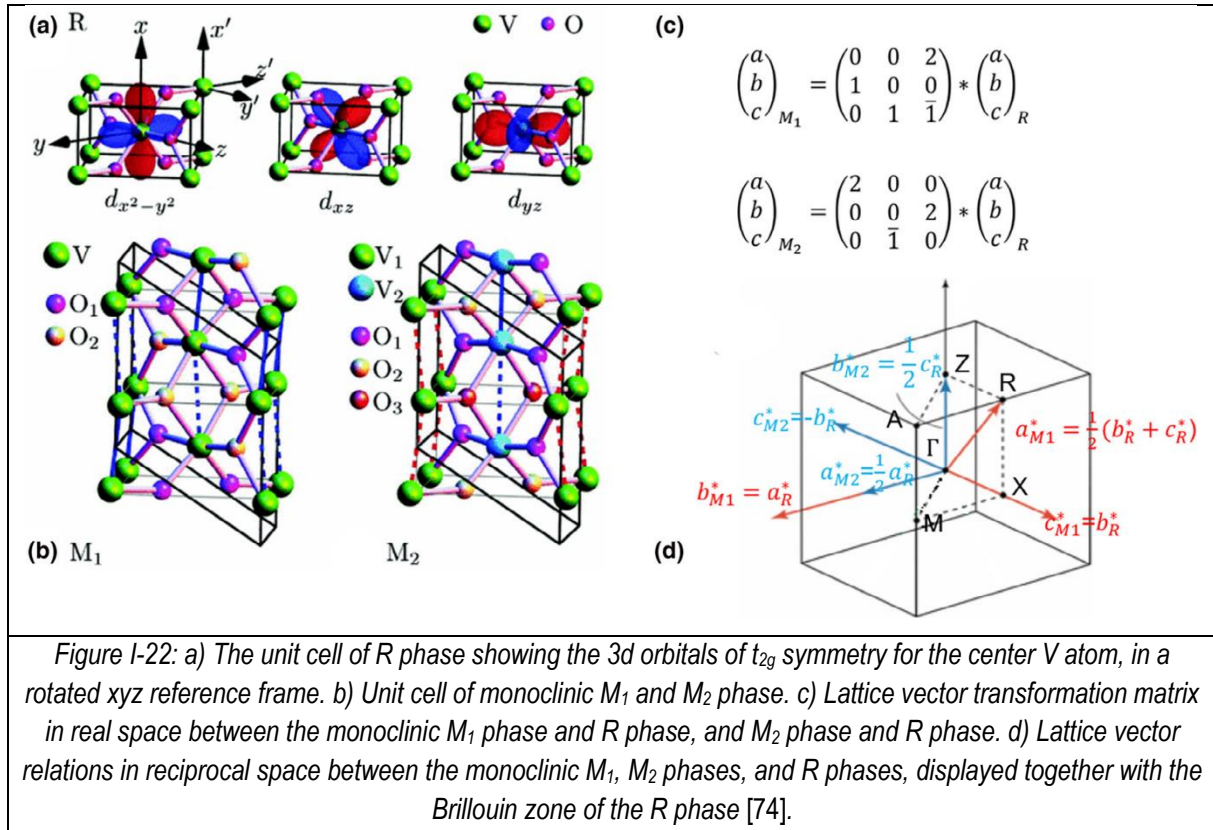 (a) R
x
x′
V O
z′
y′
y
z
d_{x²−y²}
d_{xz}
d_{yz}
V
O₁
O₂
V₁
V₂
O₁
O₂
O₃
(b) M₁
M₂
(c)
(a b c)_{M₁} = (0 0 2; 1 0 0; 0 1 1̄) * (a b c)_R
(a b c)_{M₂} = (2 0 0; 0 0 2; 0 1̄ 0) * (a b c)_R
b*_{M2} = ½ c*_R
Z
R
c*_{M2}=-b*_R
A
Γ
a*_{M1} = ½(b*_R + c*_R)
a*_{M2}=½a*_R
b*_{M1} = a*_R
X
M
c*_{M1}=b*_R
(d)
Figure I-22: a) The unit cell of R phase showing the 3d orbitals of t₂g symmetry for the center V atom, in a
rotated xyz reference frame. b) Unit cell of monoclinic M₁ and M₂ phase. c) Lattice vector transformation matrix
in real space between the monoclinic M₁ phase and R phase, and M₂ phase and R phase. d) Lattice vector
relations in reciprocal space between the monoclinic M₁, M₂ phases, and R phases, displayed together with the
Brillouin zone of the R phase [74].